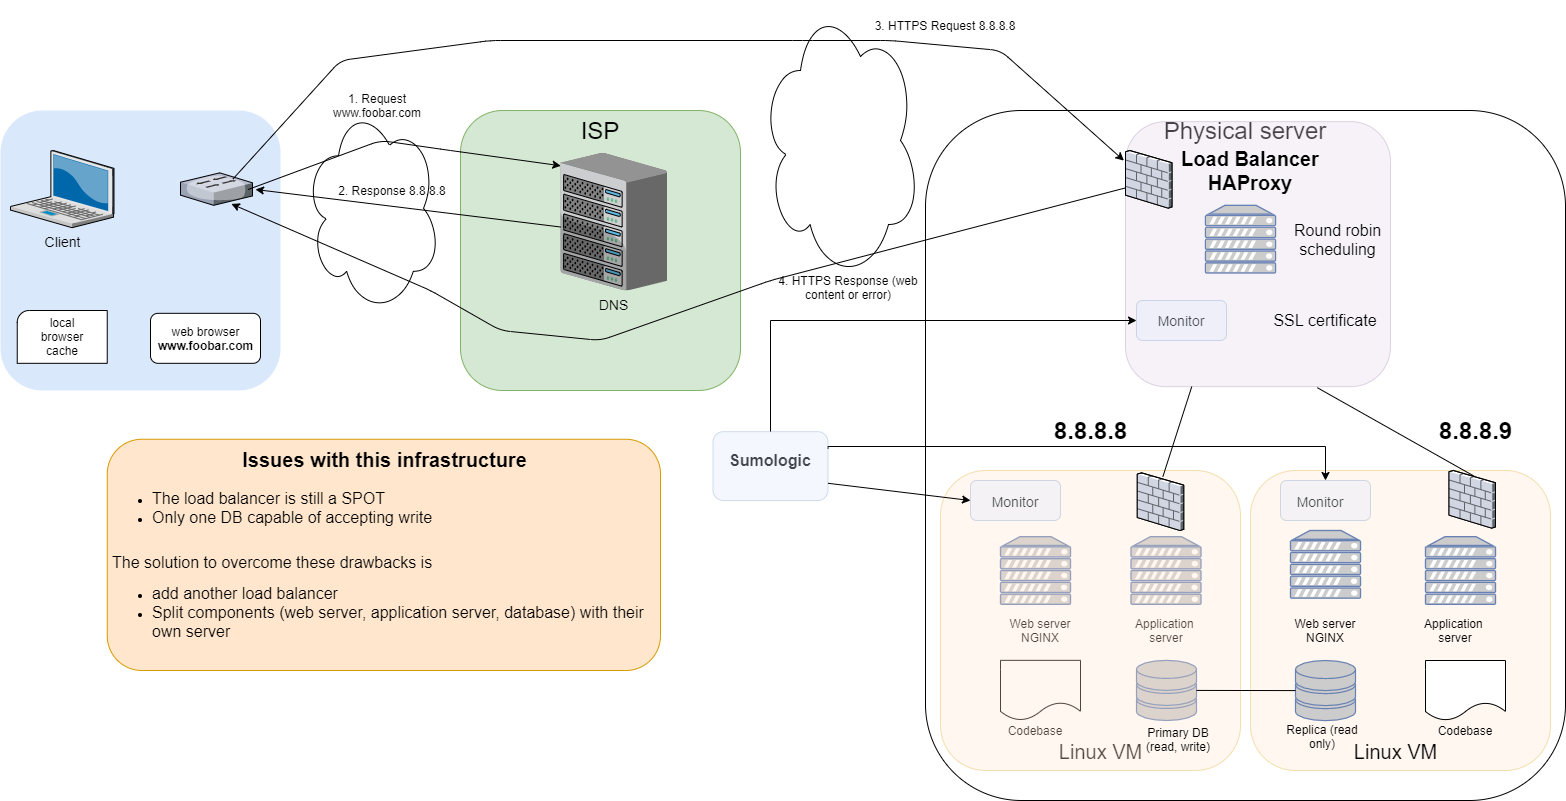 3. HTTPS Request 8.8.8.8
1. Request
www.foobar.com
ISP
Physical server
Load Balancer
HAProxy
2. Response 8.8.8.8
Client
Round robin
scheduling
4. HTTPS Response (web
content or error)
DNS
local
browser
cache
web browser
www.foobar.com
Monitor
SSL certificate
8.8.8.8
8.8.8.9
Issues with this infrastructure
Sumologic
• The load balancer is still a SPOT
• Only one DB capable of accepting write
The solution to overcome these drawbacks is
• add another load balancer
• Split components (web server, application server, database) with their
own server
Monitor
Monitor
Web server
NGINX
Application
server
Web server
NGINX
Application
server
Codebase
Primary DB
(read, write)
Replica (read
only)
Codebase
Linux VM
Linux VM